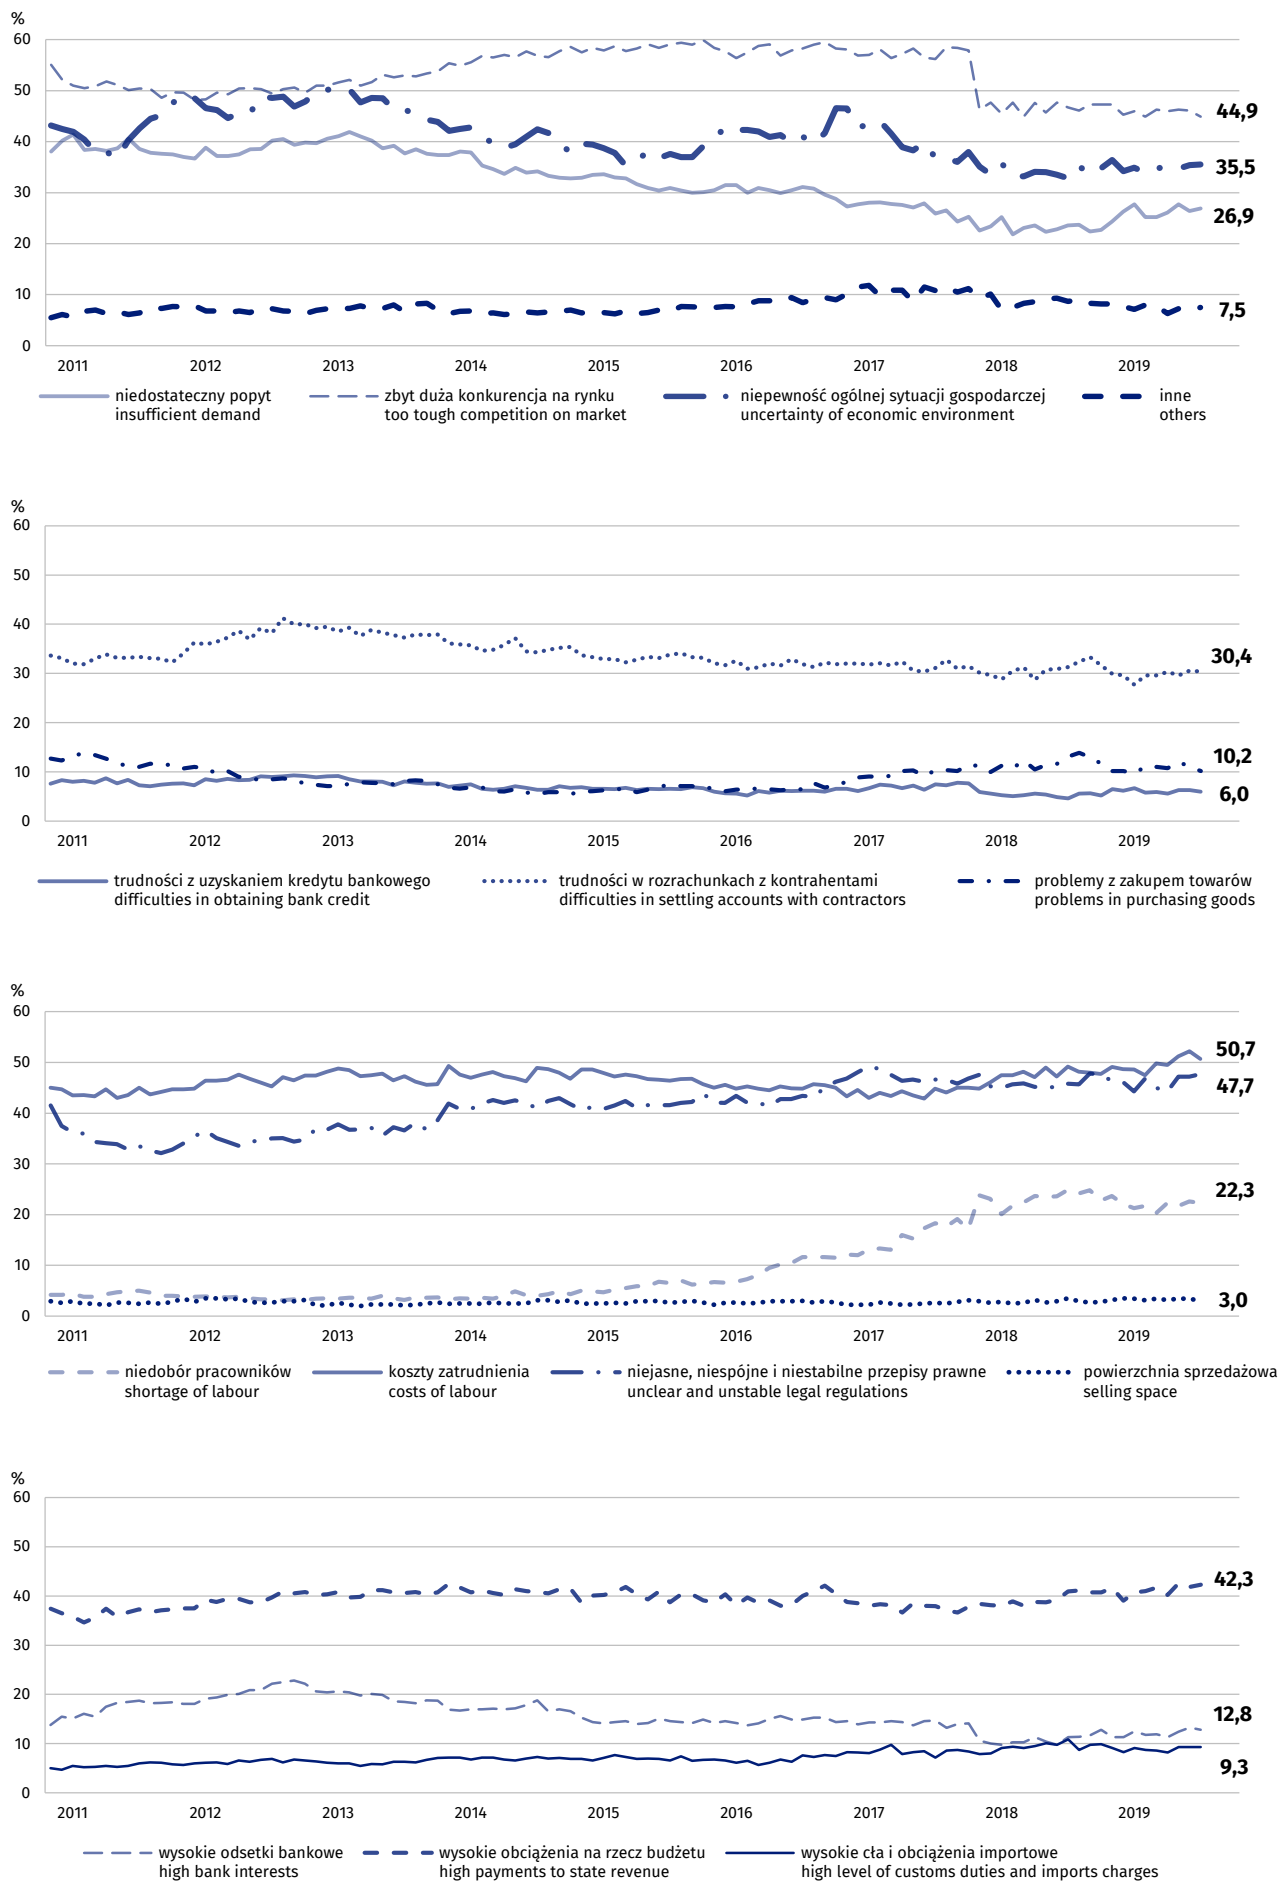 %
60
50
40
30
20
10
0
44,9
35,5
26,9
7,5
2011 2012 2013 2014 2015 2016 2017 2018 2019
niedostateczny popyt
insufficient demand
zbyt duża konkurencja na rynku
too tough competition on market
niepewność ogólnej sytuacji gospodarczej
uncertainty of economic environment
inne
others
%
60
50
40
30
20
10
0
30,4
10,2
6,0
2011 2012 2013 2014 2015 2016 2017 2018 2019
trudności z uzyskaniem kredytu bankowego
difficulties in obtaining bank credit
trudności w rozrachunkach z kontrahentami
difficulties in settling accounts with contractors
problemy z zakupem towarów
problems in purchasing goods
%
60
50
40
30
20
10
0
50,7
47,7
22,3
3,0
2011 2012 2013 2014 2015 2016 2017 2018 2019
niedobór pracowników
shortage of labour
koszty zatrudnienia
costs of labour
niejasne, niespójne i niestabilne przepisy prawne
unclear and unstable legal regulations
powierzchnia sprzedażowa
selling space
%
60
50
40
30
20
10
0
42,3
12,8
9,3
2011 2012 2013 2014 2015 2016 2017 2018 2019
wysokie odsetki bankowe
high bank interests
wysokie obciążenia na rzecz budżetu
high payments to state revenue
wysokie cła i obciążenia importowe
high level of customs duties and imports charges